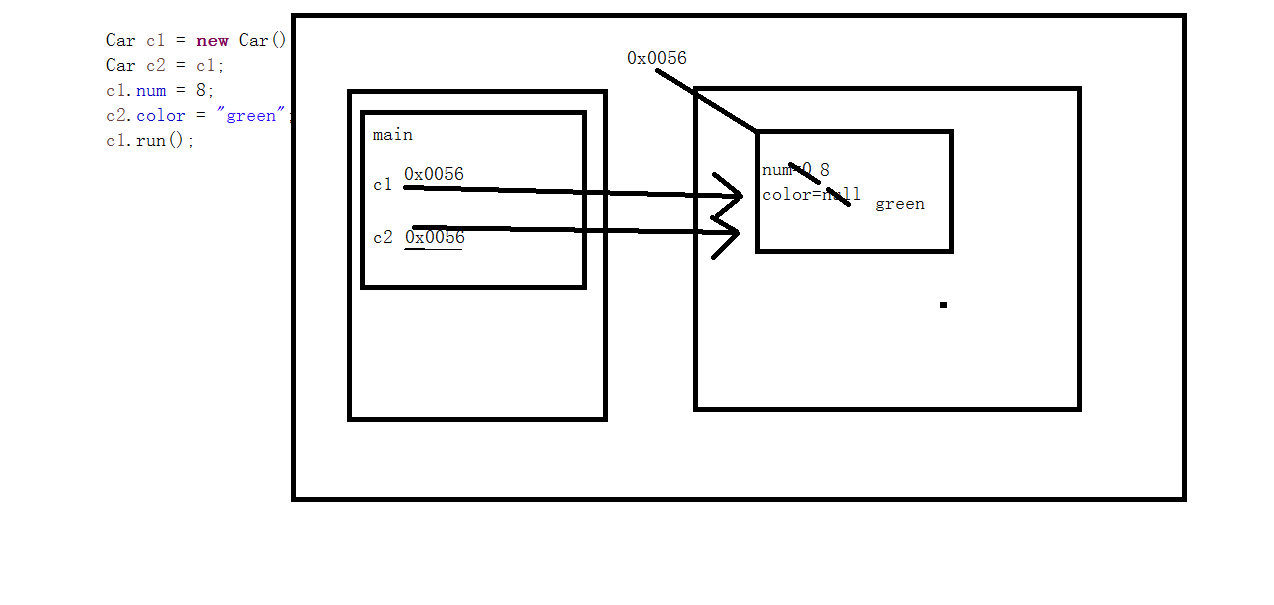 Car c1 = new Car()
Car c2 = c1;
c1.num = 8;
c2.color = "green";
c1.run();
0x0056
main
c1 0x0056
c2 0x0056
num=0 8
color=null green